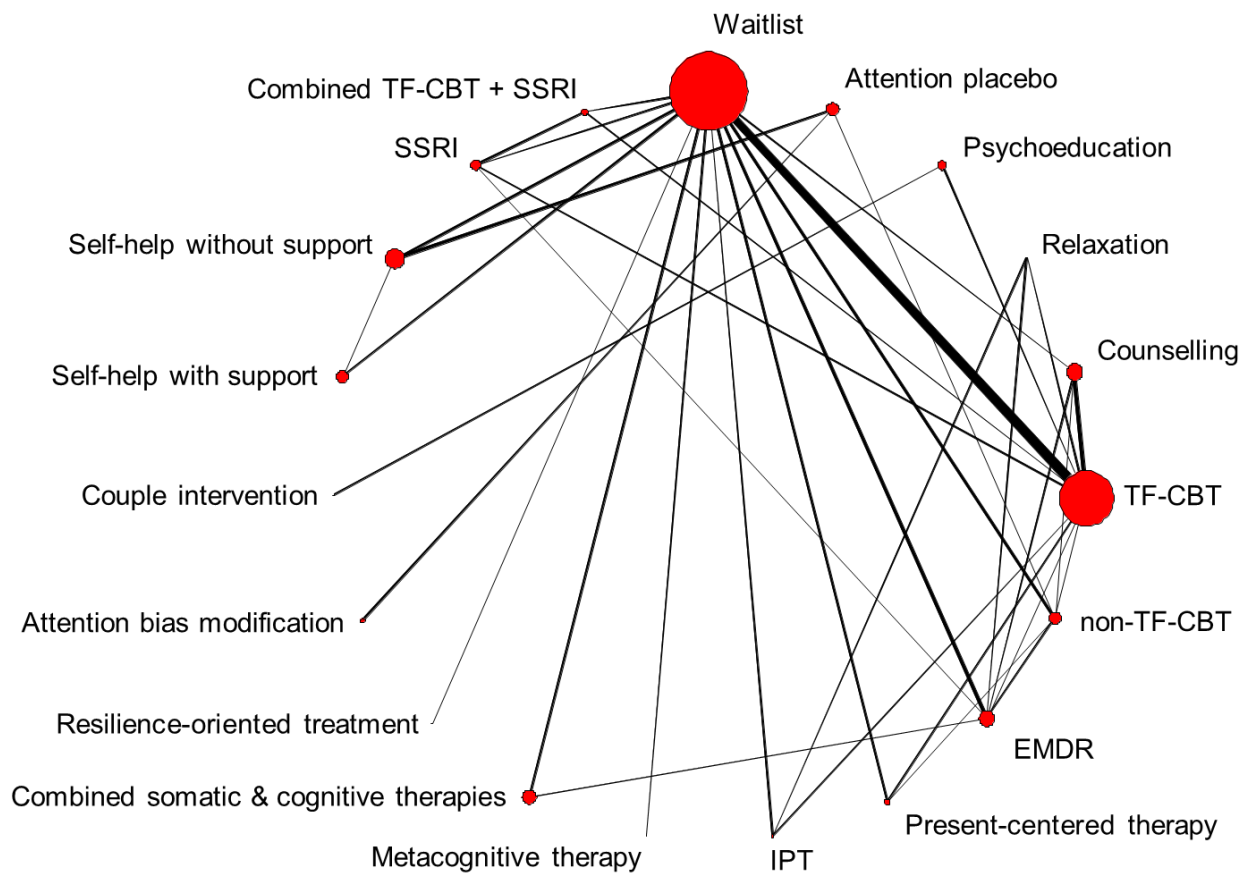 Waitlist
Attention placebo
Combined TF-CBT + SSRI
SSRI
Psychoeducation
Self-help without support
Relaxation
Counselling
Self-help with support
Couple intervention
TF-CBT
Attention bias modification
non-TF-CBT
Resilience-oriented treatment
EMDR
Combined somatic & cognitive therapies
Present-centered therapy
Metacognitive therapy
IPT